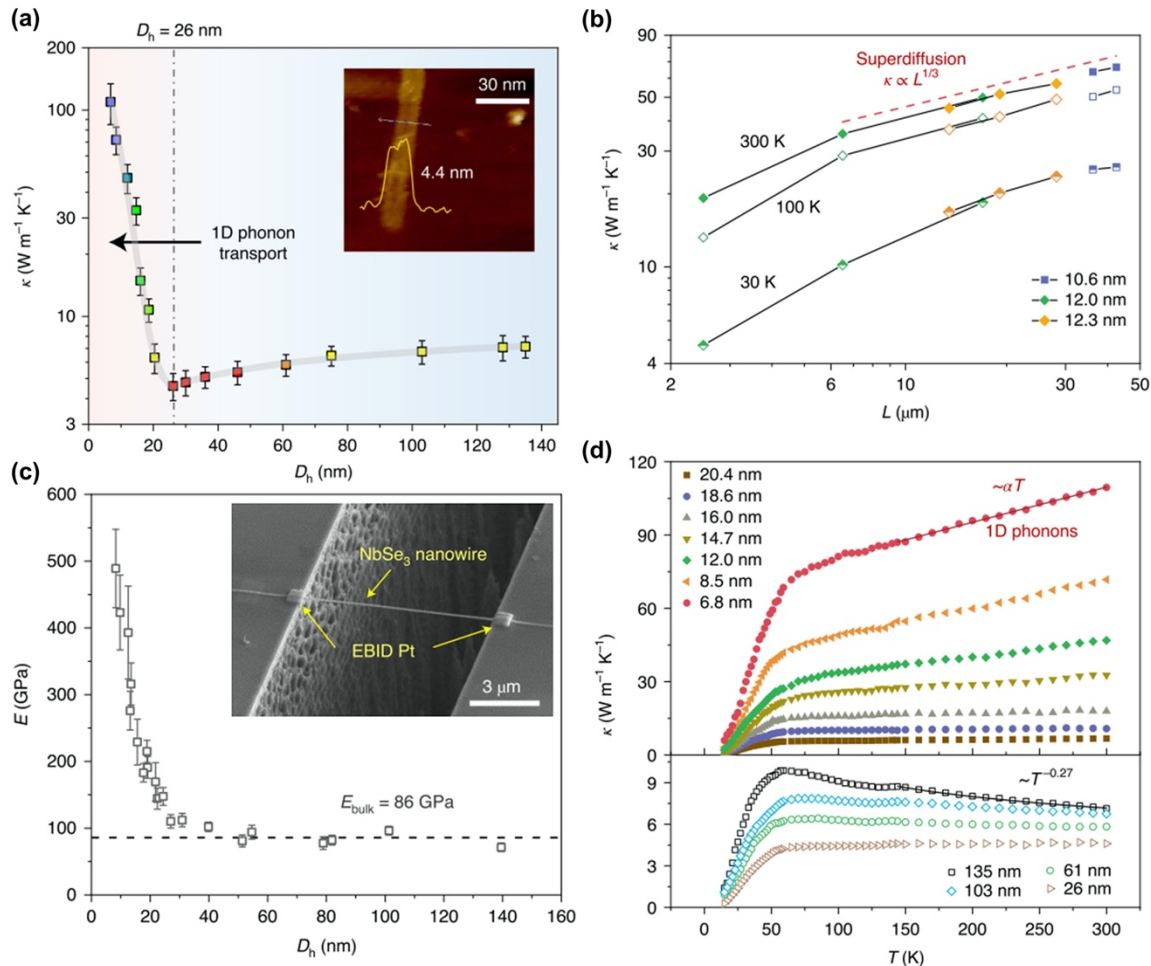 (a)
D_h = 26 nm
200
100
50
30
10
3
κ (W m⁻¹ K⁻¹)
1D phonon
transport
30 nm
4.4 nm
0 20 40 60 80 100 120 140
D_h (nm)
(b)
90
50
30
10
4
κ (W m⁻¹ K⁻¹)
Superdiffusion
κ ∝ L^{1/3}
300 K
100 K
30 K
10.6 nm
12.0 nm
12.3 nm
2 6 10 30 50
L (μm)
(c)
600
500
400
300
200
100
0
E (GPa)
NbSe₃ nanowire
EBID Pt
3 μm
E_bulk = 86 GPa
0 20 40 60 80 100 120 140 160
D_h (nm)
(d)
120
90
60
30
0
κ (W m⁻¹ K⁻¹)
20.4 nm
18.6 nm
16.0 nm
14.7 nm
12.0 nm
8.5 nm
6.8 nm
~αT
1D phonons
9
6
3
0
~T^{−0.27}
135 nm 61 nm
103 nm 26 nm
0 50 100 150 200 250 300
T (K)